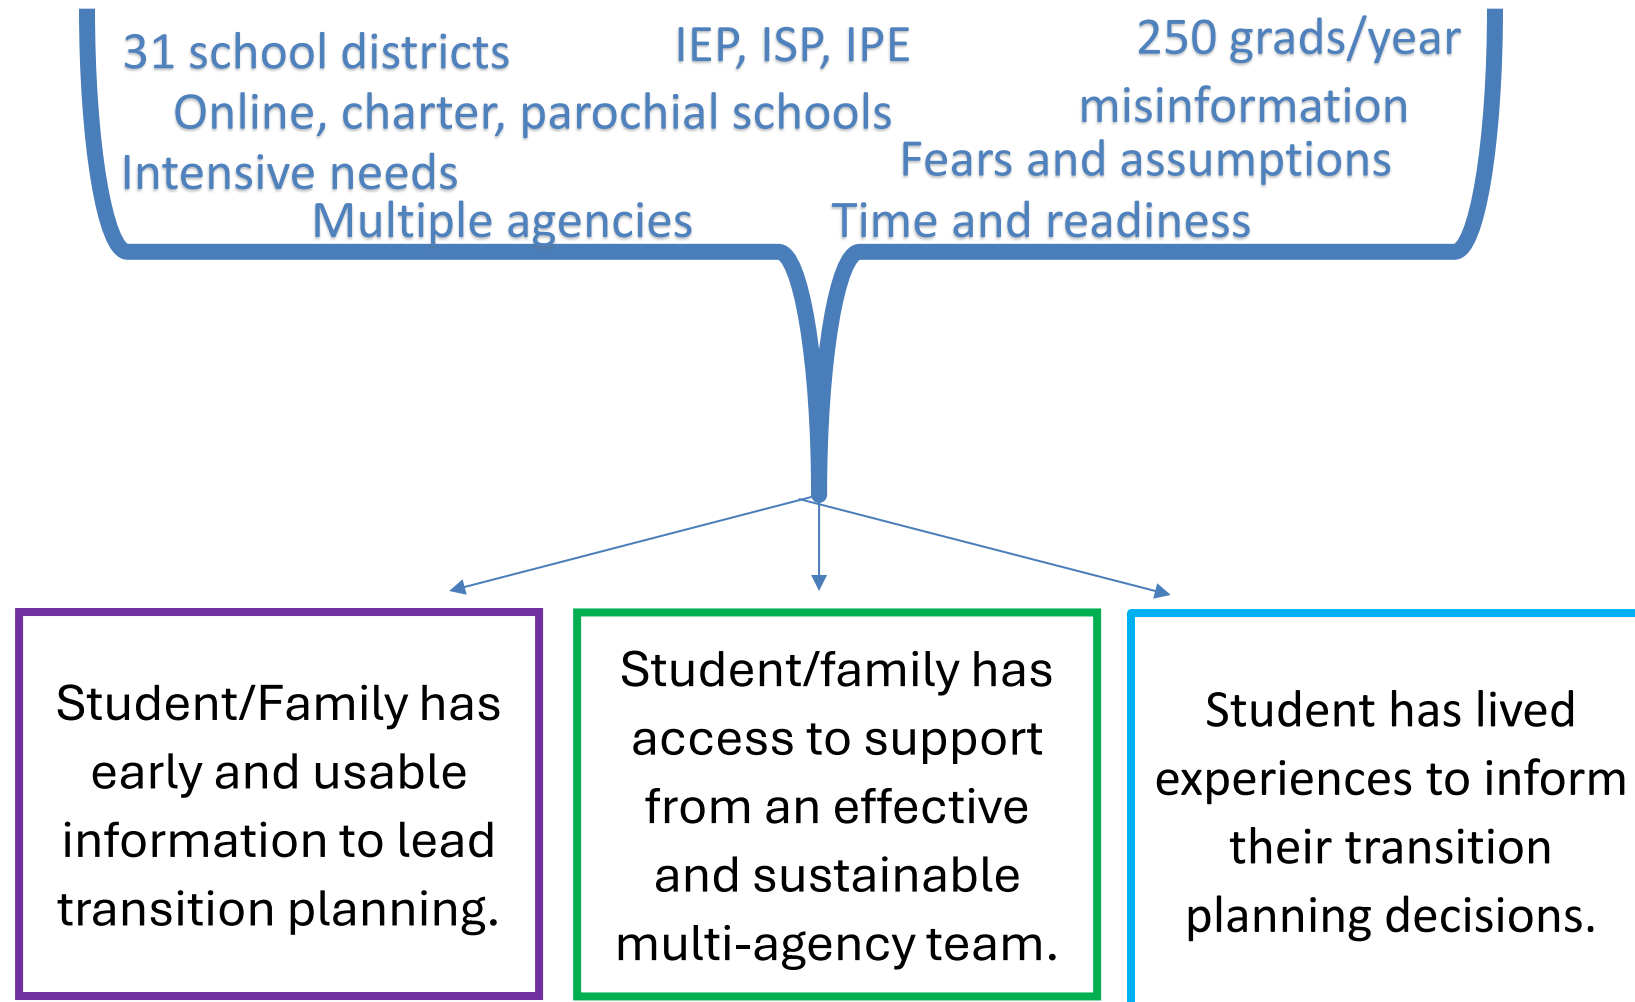 31 school districts
IEP, ISP, IPE
250 grads/year
Online, charter, parochial schools
misinformation
Intensive needs
Fears and assumptions
Multiple agencies
Time and readiness
Student/Family has
early and usable
information to lead
transition planning.
Student/family has
access to support
from an effective
and sustainable
multi-agency team.
Student has lived
experiences to inform
their transition
planning decisions.